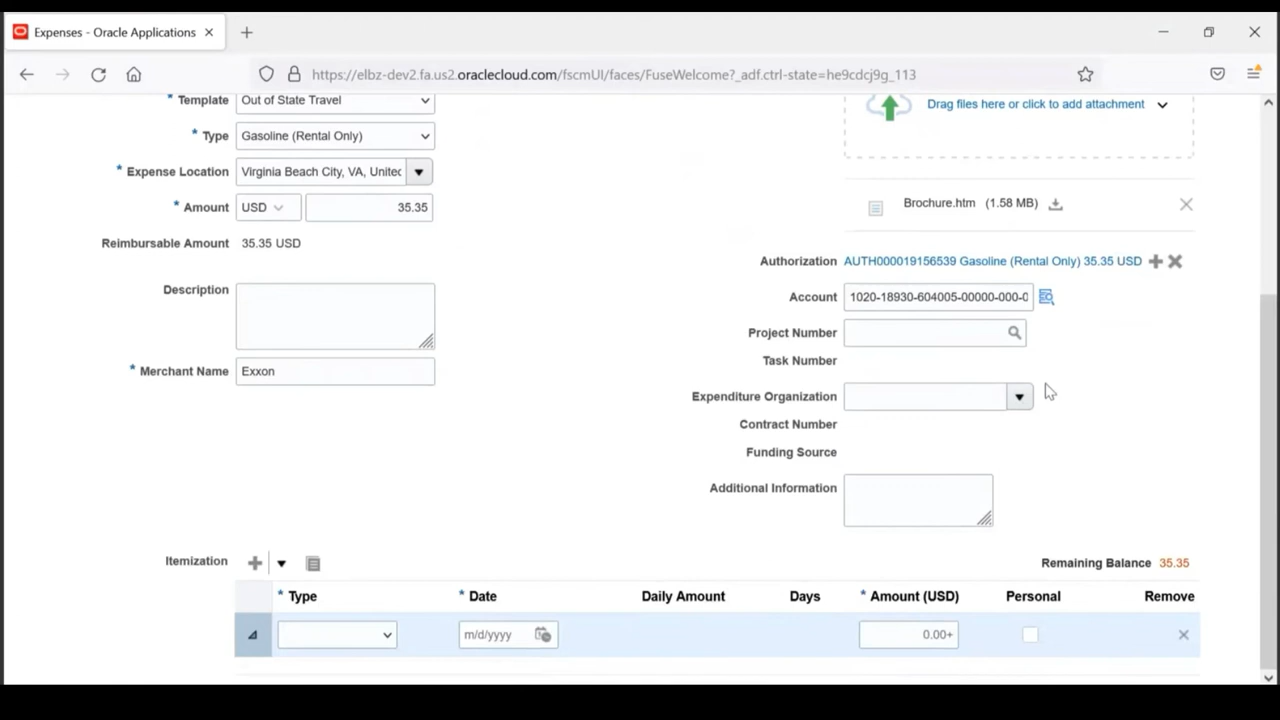 Expenses - Oracle Applications
https://elbz-dev2.fa.us2.oraclecloud.com/fscmUI/faces/FuseWelcome?_adf.ctrl-state=he9cdcj9g_113
* Template Out of State Travel
* Type Gasoline (Rental Only)
* Expense Location Virginia Beach City, VA, United
* Amount USD 35.35
Reimbursable Amount 35.35 USD
Description
* Merchant Name Exxon
Drag files here or click to add attachment
Brochure.htm (1.58 MB)
Authorization AUTH000019156539 Gasoline (Rental Only) 35.35 USD
Account 1020-18930-604005-00000-000-0
Project Number
Task Number
Expenditure Organization
Contract Number
Funding Source
Additional Information
Itemization
Remaining Balance 35.35
* Type * Date Daily Amount Days * Amount (USD) Personal Remove
m/d/yyyy 0.00+